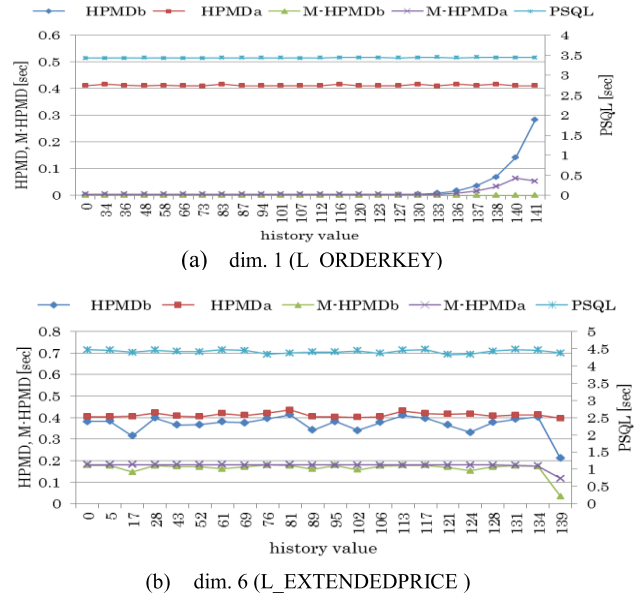 HPMDb HPMDa M-HPMDb M-HPMDa PSQL
0.6 0.5 0.4 0.3 0.2 0.1 0
HPMD, M-HPMD [sec]
4 3.5 3 2.5 2 1.5 1 0.5 0
PSQL [sec]
0 34 36 48 58 66 73 83 87 94 101 107 112 116 120 123 127 130 133 136 137 138 140 141
history value
(a) dim. 1 (L ORDERKEY)
HPMDb HPMDa M-HPMDb M-HPMDa PSQL
0.8 0.7 0.6 0.5 0.4 0.3 0.2 0.1 0
HPMD, M-HPMD [sec]
5 4.5 4 3.5 3 2.5 2 1.5 1 0.5 0
PSQL [sec]
0 5 17 28 43 52 61 69 76 81 89 95 102 106 113 117 121 124 128 131 134 139
history value
(b) dim. 6 (L_EXTENDEDPRICE )